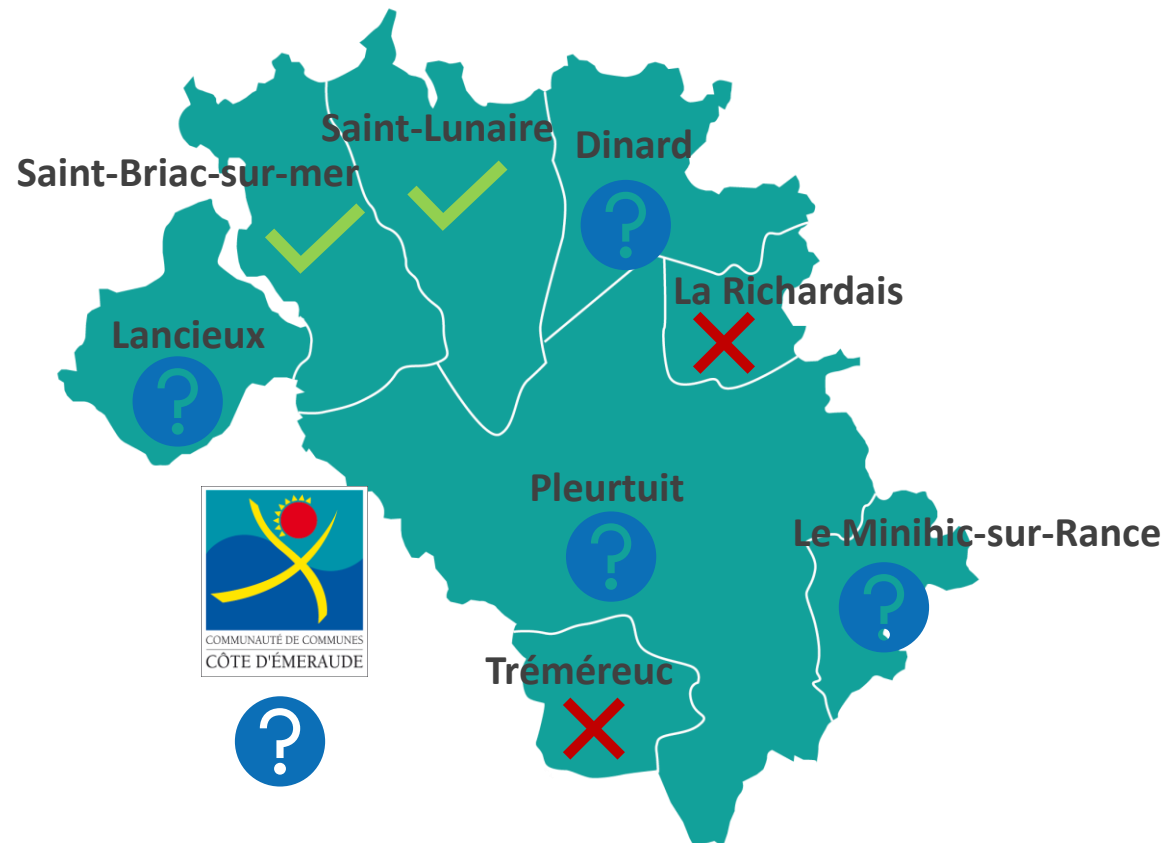 Saint-Lunaire
Dinard
Saint-Briac-sur-mer
La Richardais
Lancieux
Pleurtuit
Le Minihic-sur-Rance
COMMUNAUTÉ DE COMMUNES
CÔTE D'ÉMERAUDE
Tréméreuc